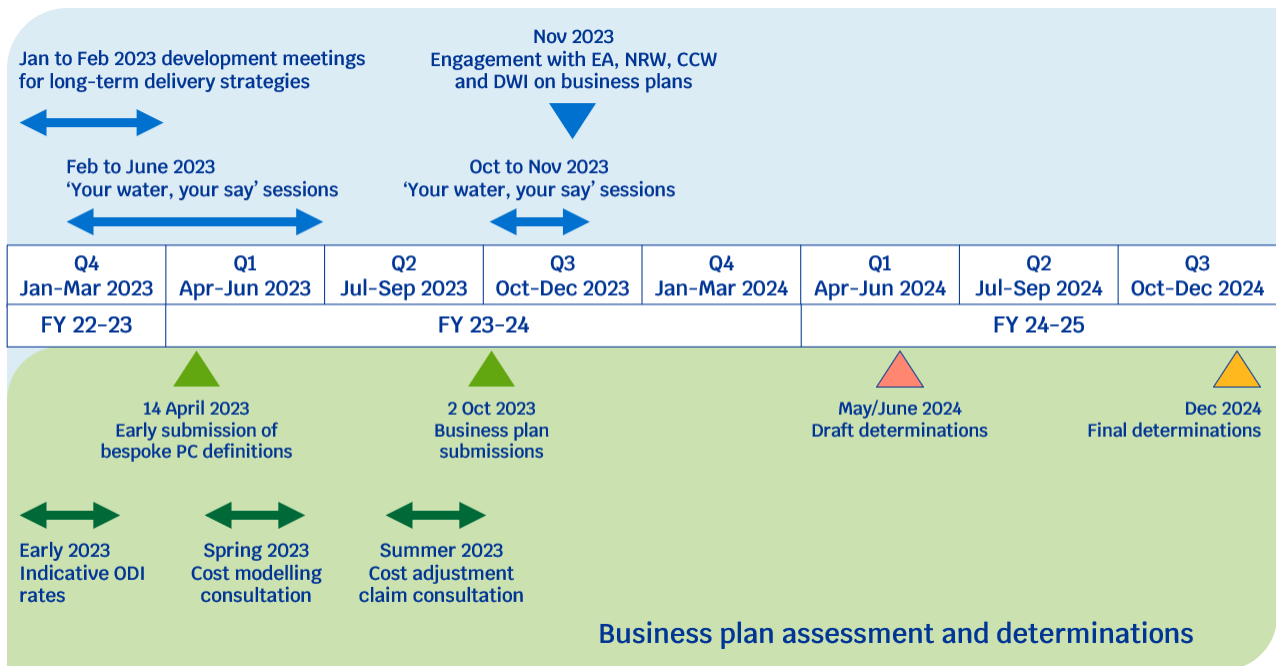 Jan to Feb 2023 development meetings
for long-term delivery strategies
Nov 2023
Engagement with EA, NRW, CCW
and DWI on business plans
Feb to June 2023
‘Your water, your say’ sessions
Oct to Nov 2023
‘Your water, your say’ sessions
Q4
Jan-Mar 2023
Q1
Apr-Jun 2023
Q2
Jul-Sep 2023
Q3
Oct-Dec 2023
Q4
Jan-Mar 2024
Q1
Apr-Jun 2024
Q2
Jul-Sep 2024
Q3
Oct-Dec 2024
FY 22-23
FY 23-24
FY 24-25
14 April 2023
Early submission of
bespoke PC definitions
2 Oct 2023
Business plan
submissions
May/June 2024
Draft determinations
Dec 2024
Final determinations
Early 2023
Indicative ODI
rates
Spring 2023
Cost modelling
consultation
Summer 2023
Cost adjustment
claim consultation
Business plan assessment and determinations